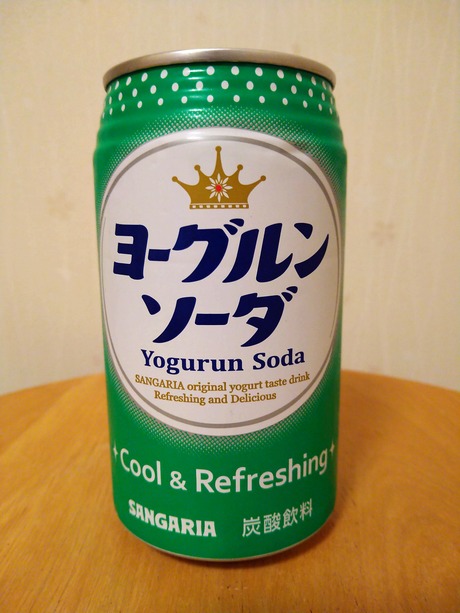 ヨーグルン
ソーダ
Yogurun Soda
SANGARIA original yogurt taste drink
Refreshing and Delicious
Cool & Refreshing
SANGARIA 炭酸飲料